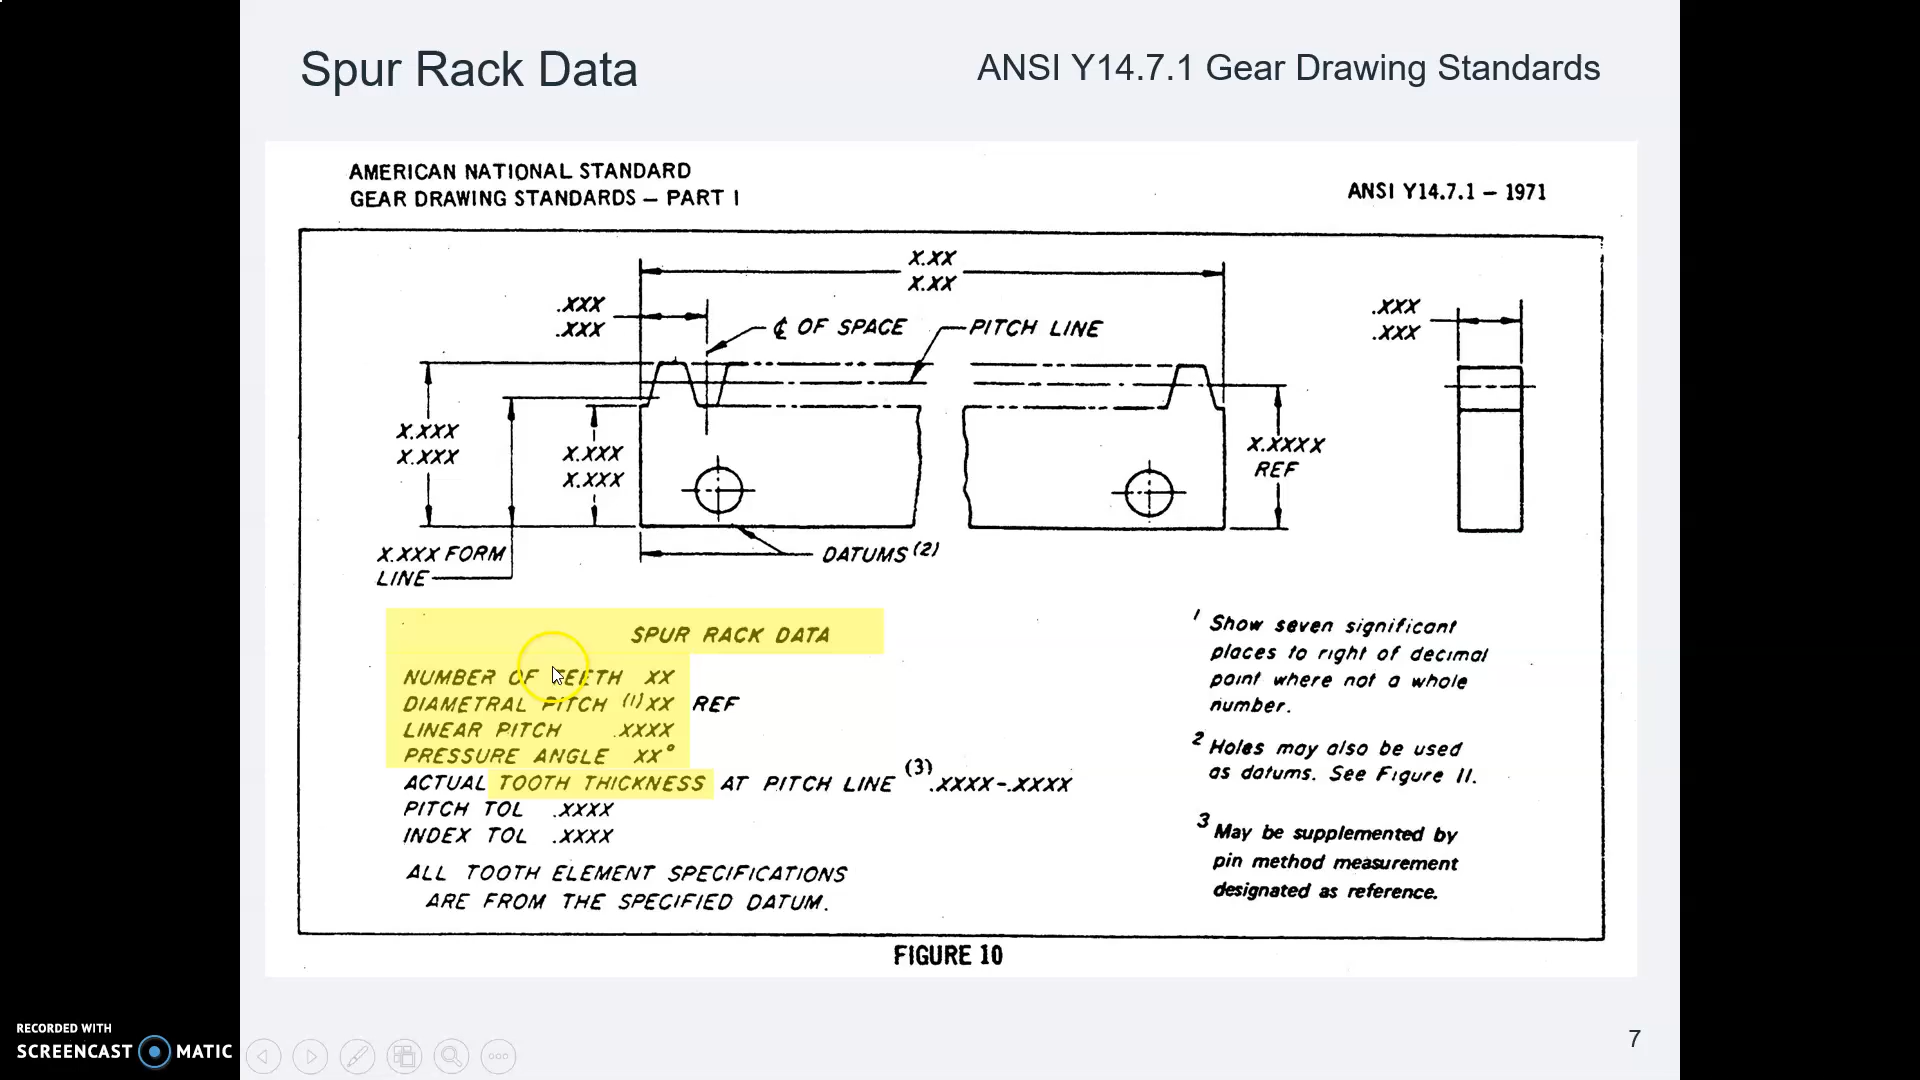 Spur Rack Data
ANSI Y14.7.1 Gear Drawing Standards
AMERICAN NATIONAL STANDARD
GEAR DRAWING STANDARDS – PART I
ANSI Y14.7.1 – 1971
X.XX
X.XX
.XXX
.XXX
℄ OF SPACE
PITCH LINE
.XXX
.XXX
X.XXX
X.XXX
X.XXX
X.XXX
X.XXXX
REF
X.XXX FORM
LINE
DATUMS (2)
SPUR RACK DATA
NUMBER OF TEETH XX
DIAMETRAL PITCH (1) XX REF
LINEAR PITCH .XXXX
PRESSURE ANGLE XX°
ACTUAL TOOTH THICKNESS AT PITCH LINE (3) .XXXX-.XXXX
PITCH TOL .XXXX
INDEX TOL .XXXX
ALL TOOTH ELEMENT SPECIFICATIONS
ARE FROM THE SPECIFIED DATUM.
1 Show seven significant
places to right of decimal
point where not a whole
number.
2 Holes may also be used
as datums. See Figure 11.
3 May be supplemented by
pin method measurement
designated as reference.
FIGURE 10
7
RECORDED WITH
SCREENCAST MATIC